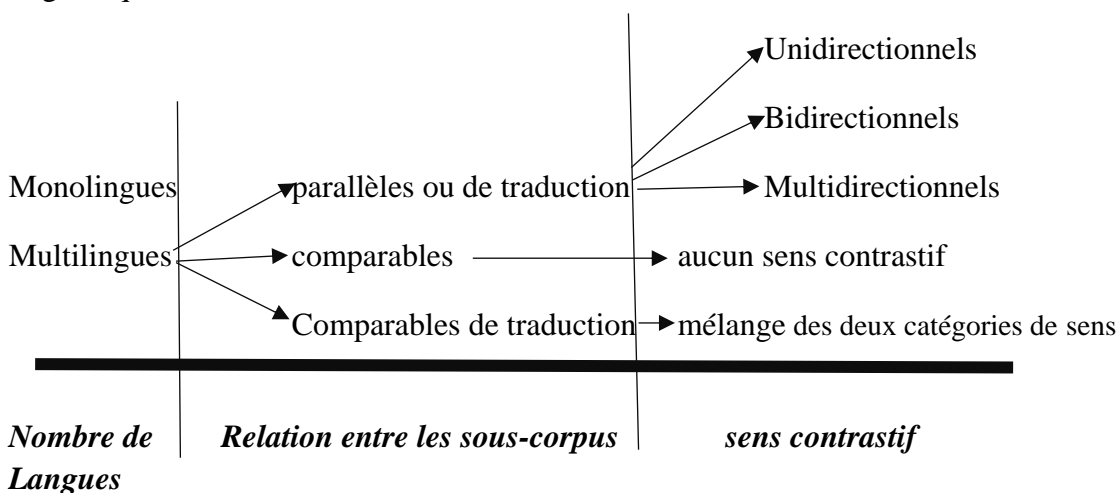 Unidirectionnels
Bidirectionnels
Monolingues parallèles ou de traduction Multidirectionnels
Multilingues comparables aucun sens contrastif
Comparables de traduction mélange des deux catégories de sens
Nombre de Relation entre les sous-corpus sens contrastif
Langues